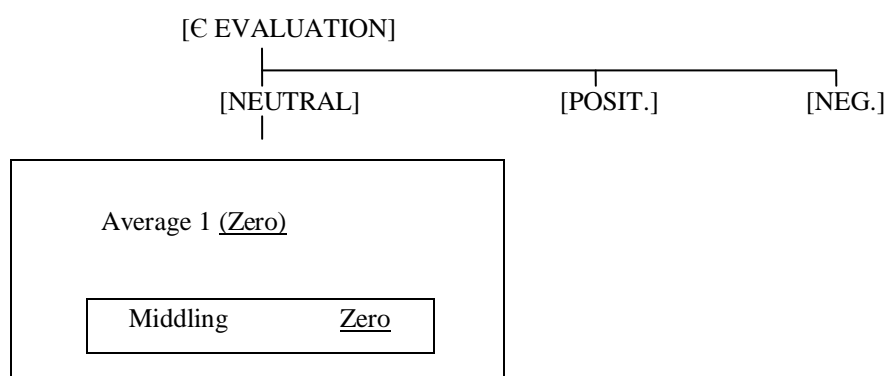 [Є EVALUATION]
[NEUTRAL] [POSIT.] [NEG.]
Average 1 (Zero)
Middling Zero